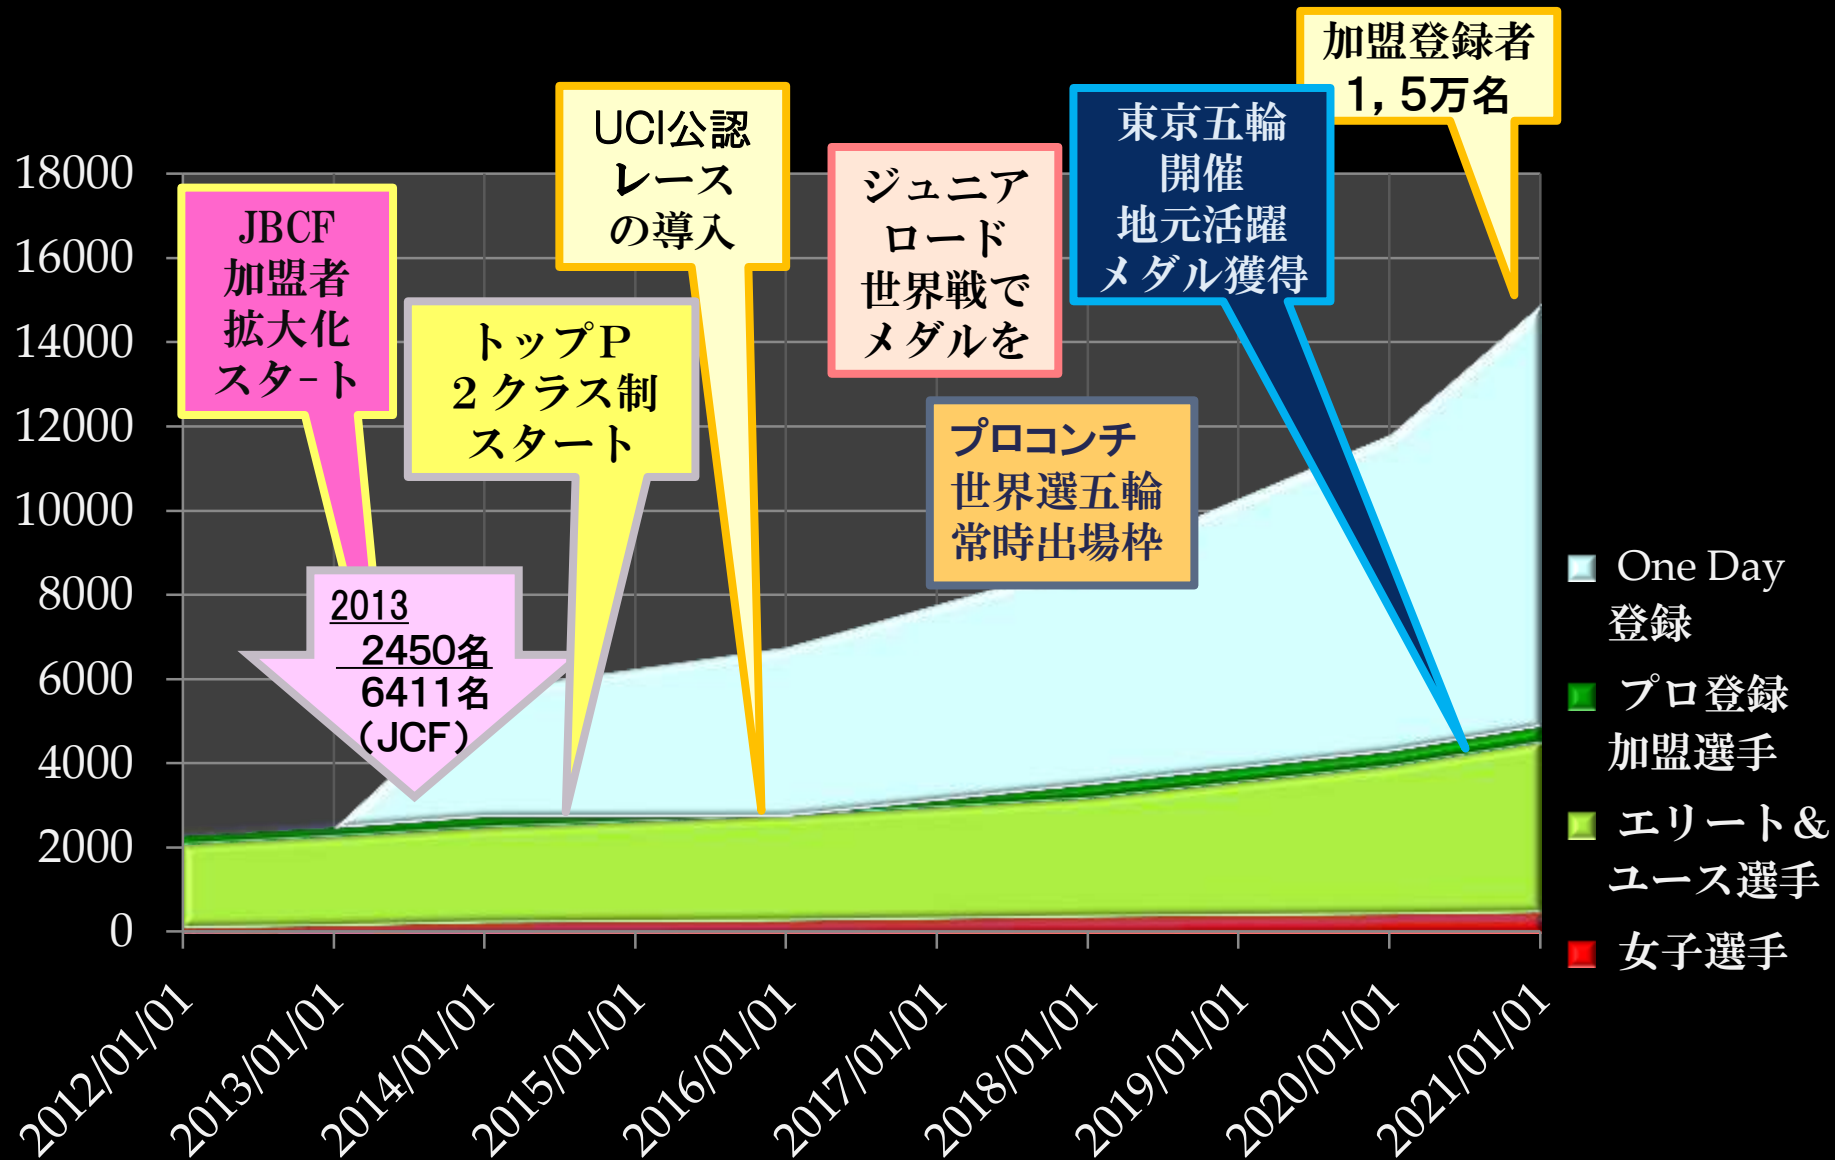 加盟登録者
1, 5万名
東京五輪
開催
地元活躍
メダル獲得
UCI公認
レース
の導入
ジュニア
ロード
世界戦で
メダルを
JBCF
加盟者
拡大化
スタ-ト
トップP
2クラス制
スタート
プロコンチ
世界選五輪
常時出場枠
2013
2450名
6411名
(JCF)
18000
16000
14000
12000
10000
8000
6000
4000
2000
0
2012/01/01
2013/01/01
2014/01/01
2015/01/01
2016/01/01
2017/01/01
2018/01/01
2019/01/01
2020/01/01
2021/01/01
One Day
登録
プロ登録
加盟選手
エリート&
ユース選手
女子選手